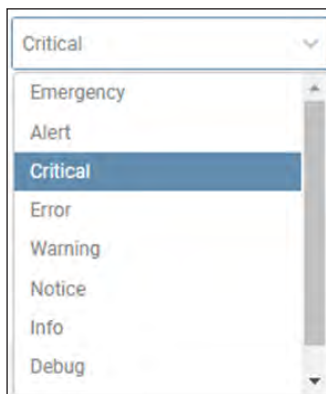 Critical
Emergency
Alert
Critical
Error
Warning
Notice
Info
Debug